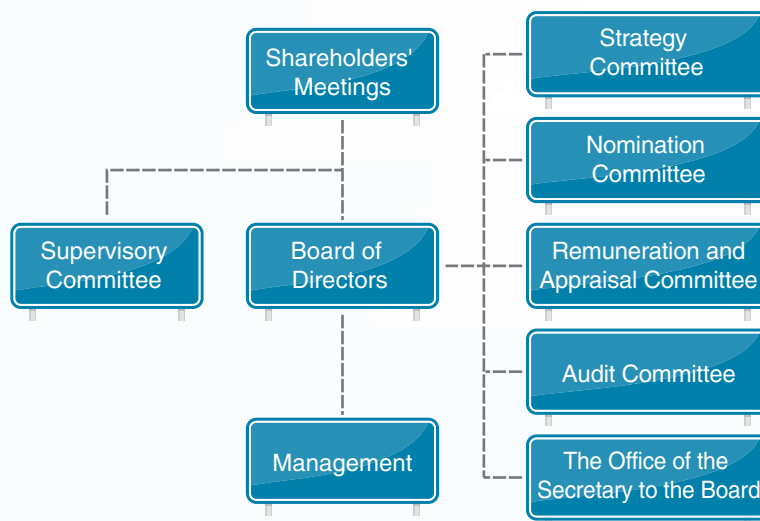 Shareholders'
Meetings
Supervisory
Committee
Board of
Directors
Management
Strategy
Committee
Nomination
Committee
Remuneration and
Appraisal Committee
Audit Committee
The Office of the
Secretary to the Board